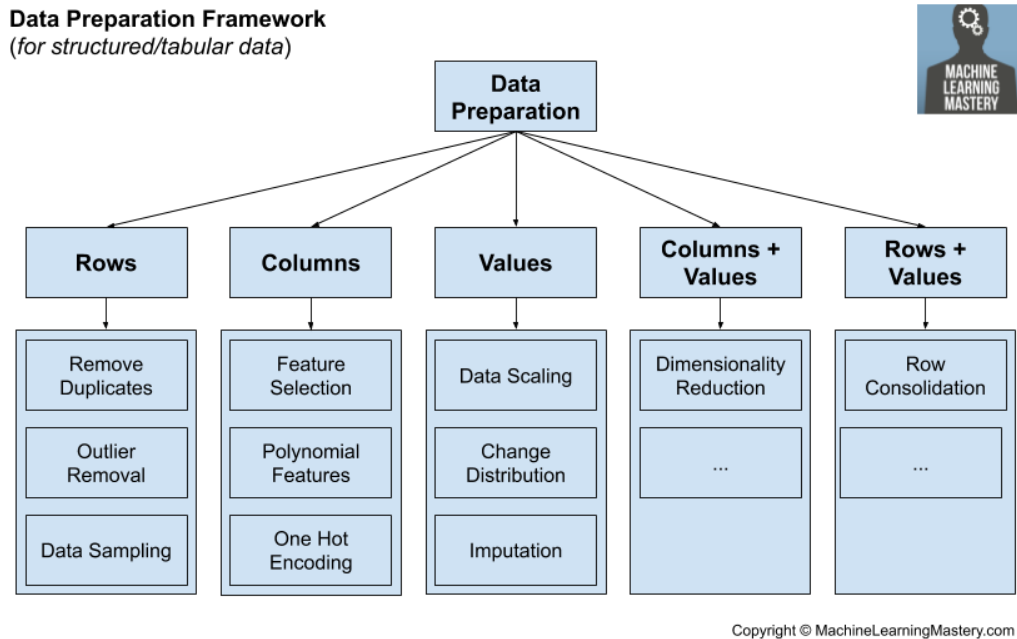 Data Preparation Framework
(for structured/tabular data)
MACHINE
LEARNING
MASTERY
Data
Preparation
Rows
Columns
Values
Columns +
Values
Rows +
Values
Remove
Duplicates
Outlier
Removal
Data Sampling
Feature
Selection
Polynomial
Features
One Hot
Encoding
Data Scaling
Change
Distribution
Imputation
Dimensionality
Reduction
...
Row
Consolidation
...
Copyright © MachineLearningMastery.com